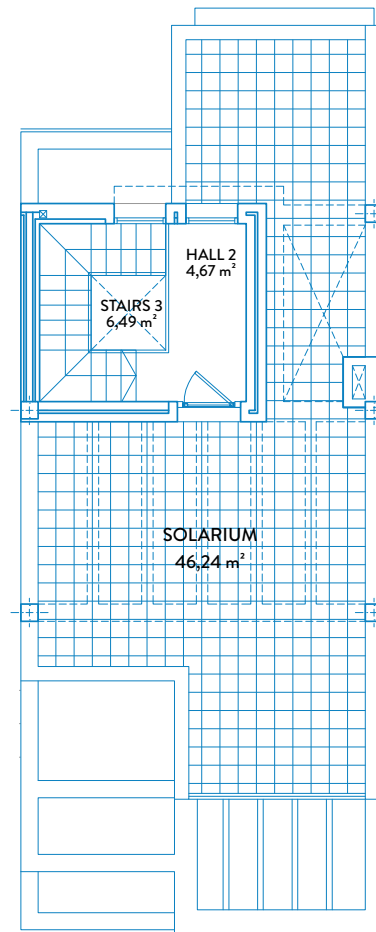 HALL 2
4,67 m²
STAIRS 3
6,49 m²
SOLARIUM
46,24 m²